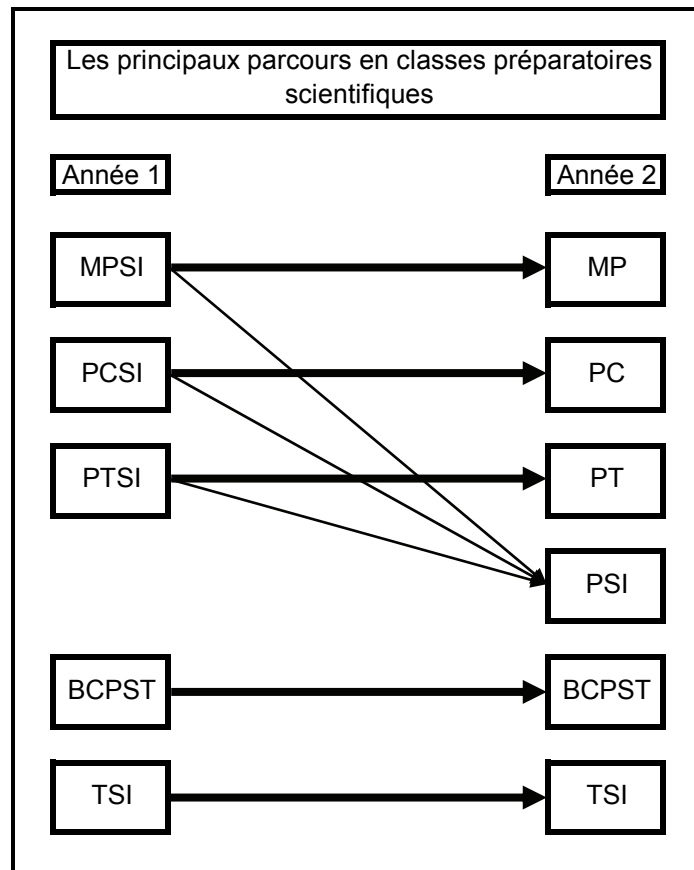 Les principaux parcours en classes préparatoires
scientifiques
Année 1
Année 2
MPSI
MP
PCSI
PC
PTSI
PT
PSI
BCPST
BCPST
TSI
TSI